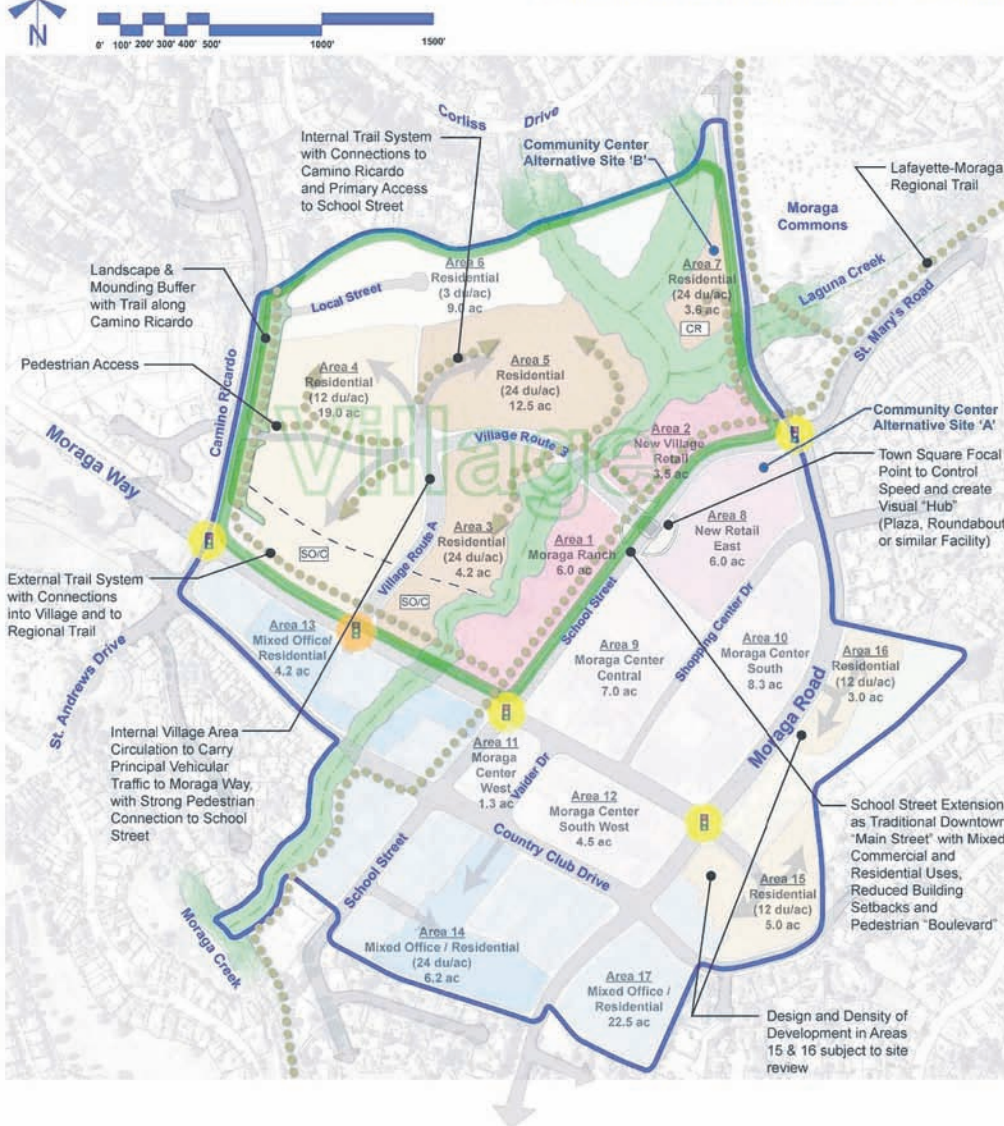 N
0' 100' 200' 300' 400' 500' 1000' 1500'
Corliss Drive
Internal Trail System
with Connections to
Camino Ricardo
and Primary Access
to School Street
Community Center
Alternative Site 'B'
Lafayette-Moraga
Regional Trail
Moraga
Commons
Laguna Creek
St. Mary's Road
Landscape &
Mounding Buffer
with Trail along
Camino Ricardo
Pedestrian Access
Camino Ricardo
Moraga Way
Local Street
Area 6
Residential
(3 du/ac)
9.0 ac
Area 7
Residential
(24 du/ac)
3.6 ac
CR
Area 4
Residential
(12 du/ac)
19.0 ac
Area 5
Residential
(24 du/ac)
12.5 ac
Village
Village Route 3
Area 2
New Village
Retail
3.5 ac
Community Center
Alternative Site 'A'
Town Square Focal
Point to Control
Speed and create
Visual "Hub"
(Plaza, Roundabout
or similar Facility)
Area 3
Residential
(24 du/ac)
4.2 ac
Village Route A
SO/C
SO/C
Area 1
Moraga Ranch
6.0 ac
Area 8
New Retail
East
6.0 ac
School Street
External Trail System
with Connections
into Village and to
Regional Trail
St. Andrews Drive
Area 13
Mixed Office/
Residential
4.2 ac
Area 9
Moraga Center
Central
7.0 ac
Shopping Center Dr
Area 10
Moraga Center
South
8.3 ac
Moraga Road
Area 16
Residential
(12 du/ac)
3.0 ac
Internal Village Area
Circulation to Carry
Principal Vehicular
Traffic to Moraga Way,
with Strong Pedestrian
Connection to School
Street
Area 11
Moraga
Center
West
1.3 ac
Vaider Dr
Area 12
Moraga Center
South West
4.5 ac
School Street Extension
as Traditional Downtown
"Main Street" with Mixed
Commercial and
Residential Uses,
Reduced Building
Setbacks and
Pedestrian "Boulevard"
Country Club Drive
School Street
Area 15
Residential
(12 du/ac)
5.0 ac
Moraga Creek
Area 14
Mixed Office / Residential
(24 du/ac)
6.2 ac
Area 17
Mixed Office /
Residential
22.5 ac
Design and Density of
Development in Areas
15 & 16 subject to site
review